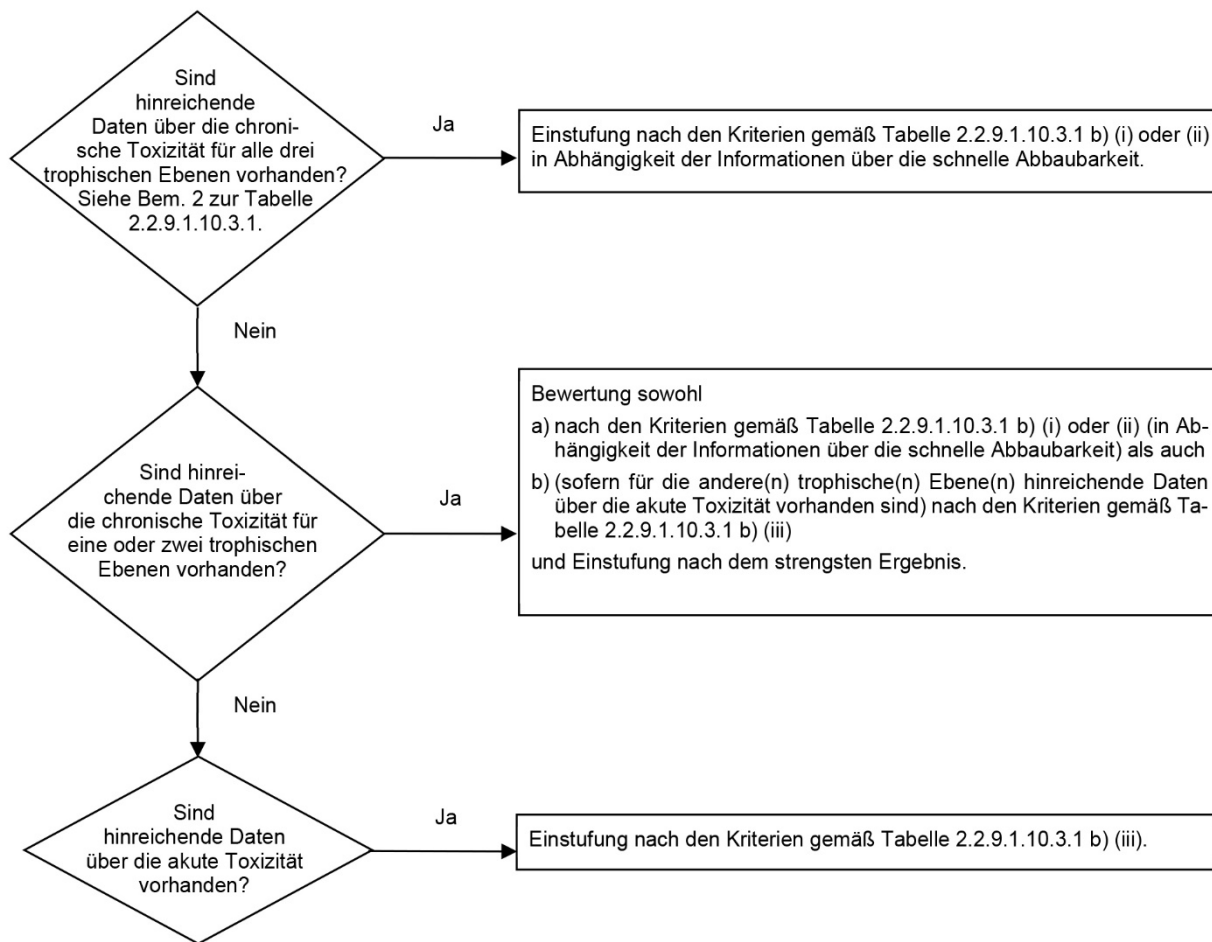 Sind
hinreichende
Daten über die chroni-
sche Toxizität für alle drei
trophischen Ebenen vorhanden?
Siehe Bem. 2 zur Tabelle
2.2.9.1.10.3.1.
Ja
Einstufung nach den Kriterien gemäß Tabelle 2.2.9.1.10.3.1 b) (i) oder (ii)
in Abhängigkeit der Informationen über die schnelle Abbaubarkeit.
Nein
Sind hinrei-
chende Daten über
die chronische Toxizität für
eine oder zwei trophischen
Ebenen vorhanden?
Ja
Bewertung sowohl
a) nach den Kriterien gemäß Tabelle 2.2.9.1.10.3.1 b) (i) oder (ii) (in Ab-
hängigkeit der Informationen über die schnelle Abbaubarkeit) als auch
b) (sofern für die andere(n) trophische(n) Ebene(n) hinreichende Daten
über die akute Toxizität vorhanden sind) nach den Kriterien gemäß Ta-
belle 2.2.9.1.10.3.1 b) (iii)
und Einstufung nach dem strengsten Ergebnis.
Nein
Sind
hinreichende Daten
über die akute Toxizität
vorhanden?
Ja
Einstufung nach den Kriterien gemäß Tabelle 2.2.9.1.10.3.1 b) (iii).